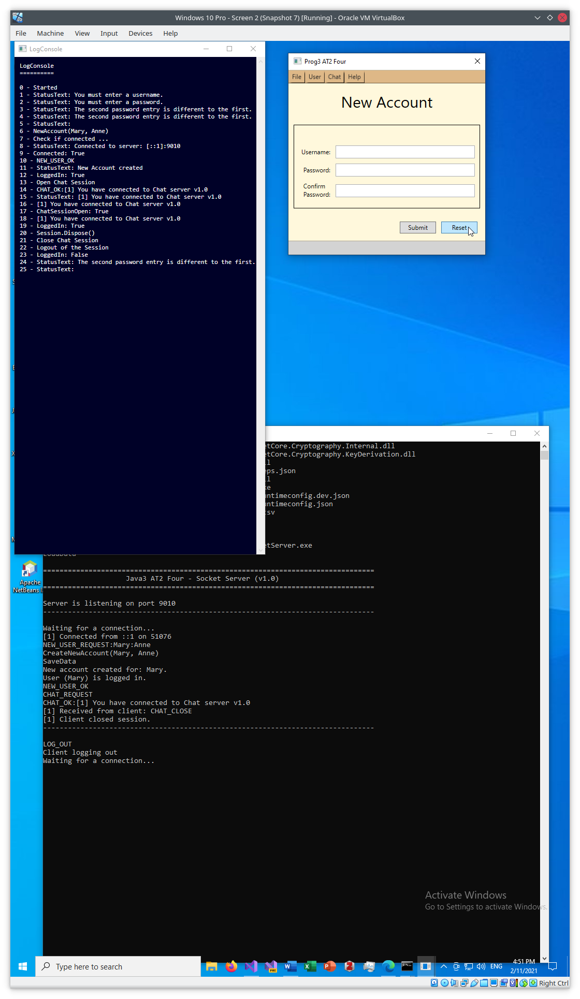 Windows 10 Pro - Screen 2 (Snapshot 7) [Running] - Oracle VM VirtualBox
File Machine View Input Devices Help
LogConsole
LogConsole
==========
0 - Started
1 - StatusText: You must enter a username.
2 - StatusText: You must enter a password.
3 - StatusText: The second password entry is different to the first.
4 - StatusText: The second password entry is different to the first.
5 - StatusText:
6 - NewAccount(Mary, Anne)
7 - Check if connected ...
8 - StatusText: Connected to server: [::1]:9010
9 - Connected: True
10 - NEW_USER_OK
11 - StatusText: New Account created
12 - LoggedIn: True
13 - Open Chat Session
14 - CHAT_OK:[1] You have connected to Chat server v1.0
15 - StatusText: [1] You have connected to Chat server v1.0
16 - [1] You have connected to Chat server v1.0
17 - ChatSessionOpen: True
18 - [1] You have connected to Chat server v1.0
19 - LoggedIn: True
20 - Session.Dispose()
21 - Close Chat Session
22 - Logout of the Session
23 - LoggedIn: False
24 - StatusText: The second password entry is different to the first.
25 - StatusText:
Prog3 AT2 Four
File User Chat Help
New Account
Username:
Password:
Confirm
Password:
Submit Reset
etCore.Cryptography.Internal.dll
etCore.Cryptography.KeyDerivation.dll
ll
eps.json
ll
xe
untimeconfig.dev.json
untimeconfig.json
tsv
etServer.exe
LoadData
================================================================================
Java3 AT2 Four - Socket Server (v1.0)
================================================================================
Server is listening on port 9010
--------------------------------------------------------------------------------
Waiting for a connection...
[1] Connected from ::1 on 51076
NEW_USER_REQUEST:Mary:Anne
CreateNewAccount(Mary, Anne)
SaveData
New account created for: Mary.
User (Mary) is logged in.
NEW_USER_OK
CHAT_REQUEST
CHAT_OK:[1] You have connected to Chat server v1.0
[1] Received from client: CHAT_CLOSE
[1] Client closed session.
--------------------------------------------------------------------------------
LOG_OUT
Client logging out
Waiting for a connection...
Apache
NetBeans
Activate Windows
Go to Settings to activate Windows.
Type here to search
PRE
ENG
4:51 PM
2/11/2021
Right Ctrl